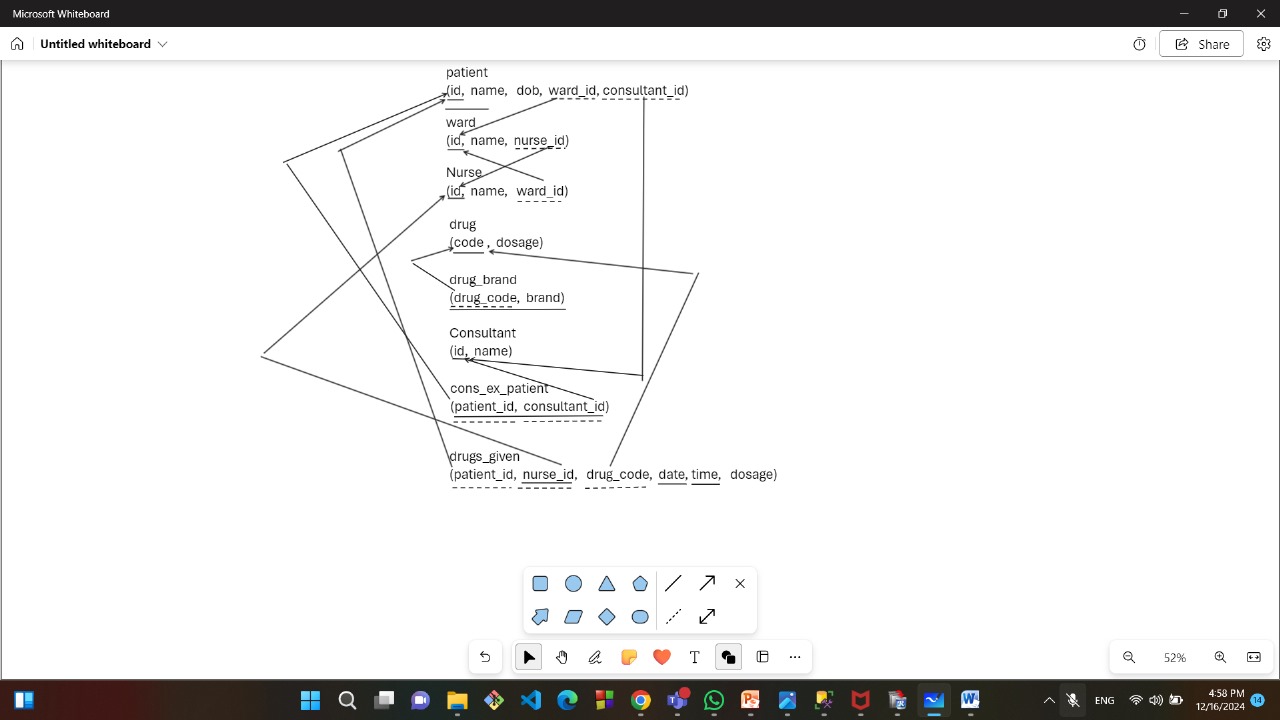 Microsoft Whiteboard
Untitled whiteboard
Share
patient
(id, name, dob, ward_id, consultant_id)
ward
(id, name, nurse_id)
Nurse
(id, name, ward_id)
drug
(code , dosage)
drug_brand
(drug_code, brand)
Consultant
(id, name)
cons_ex_patient
(patient_id, consultant_id)
drugs_given
(patient_id, nurse_id, drug_code, date, time, dosage)
52%
ENG
4:58 PM
12/16/2024
14